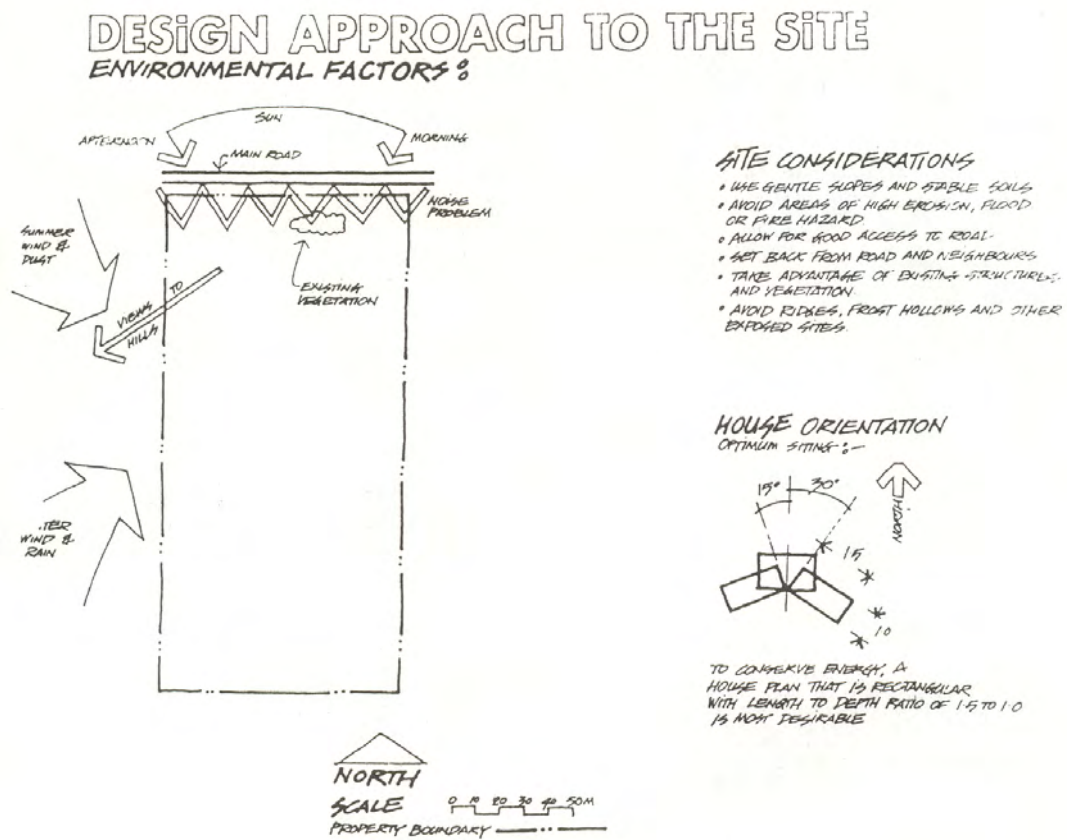 DESiGN APPROACH TO THE SiTE
ENVIRONMENTAL FACTORS :
SUN
AFTERNOON
MORNING
MAIN ROAD
NOISE
PROBLEM
SUMMER
WIND &
DUST
VIEWS TO
HILLS
EXISTING
VEGETATION
.TER
WIND &
RAIN
NORTH
SCALE
0 10 20 30 40 50M
PROPERTY BOUNDARY
SITE CONSIDERATIONS
• USE GENTLE SLOPES AND STABLE SOILS
• AVOID AREAS OF HIGH EROSION, FLOOD
OR FIRE HAZARD
• ALLOW FOR GOOD ACCESS TO ROAD.
• SET BACK FROM ROAD AND NEIGHBOURS
• TAKE ADVANTAGE OF EXISTING STRUCTURES,
AND VEGETATION
• AVOID RIDGES, FROST HOLLOWS AND OTHER
EXPOSED SITES.
HOUSE ORIENTATION
OPTIMUM SITING :-
15° 30°
NORTH
1.5
1.0
TO CONSERVE ENERGY, A
HOUSE PLAN THAT IS RECTANGULAR
WITH LENGTH TO DEPTH RATIO OF 1.5 TO 1.0
IS MOST DESIRABLE